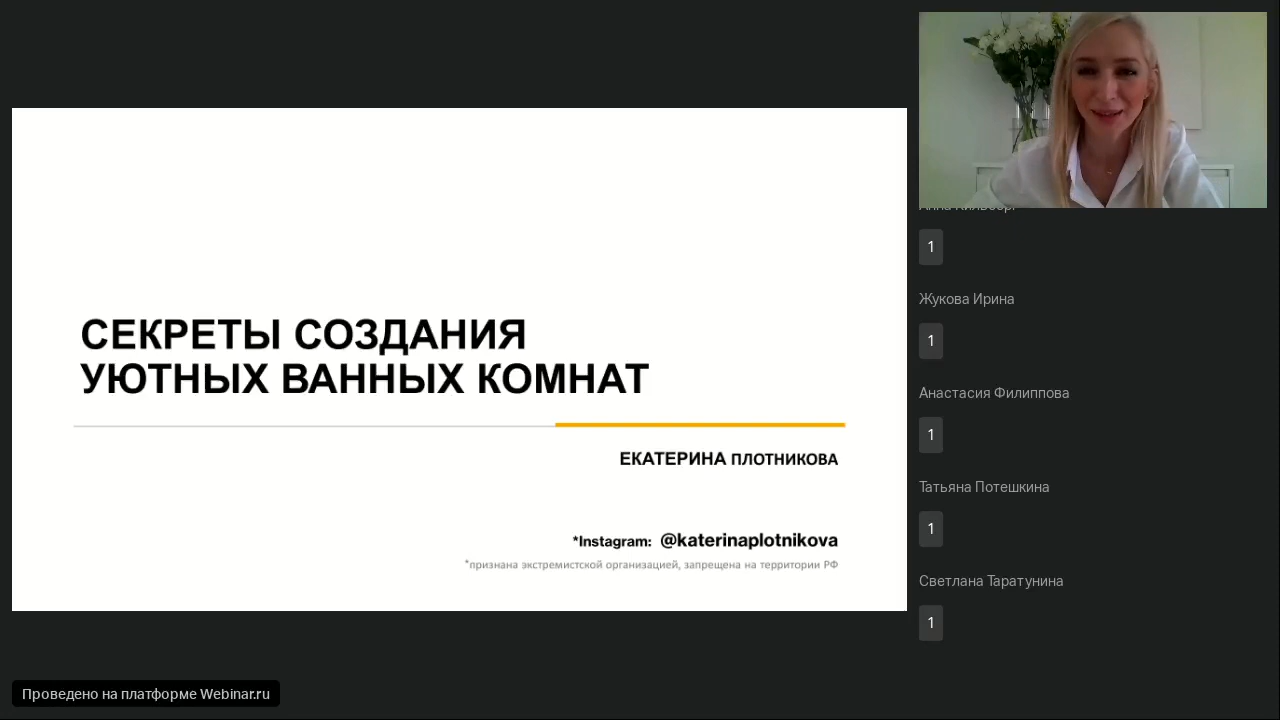 СЕКРЕТЫ СОЗДАНИЯ
УЮТНЫХ ВАННЫХ КОМНАТ
ЕКАТЕРИНА ПЛОТНИКОВА
*Instagram: @katerinaplotnikova
*признана экстремистской организацией, запрещена на территории РФ
Проведено на платформе Webinar.ru
1
Жукова Ирина
1
Анастасия Филиппова
1
Татьяна Потешкина
1
Светлана Таратунина
1